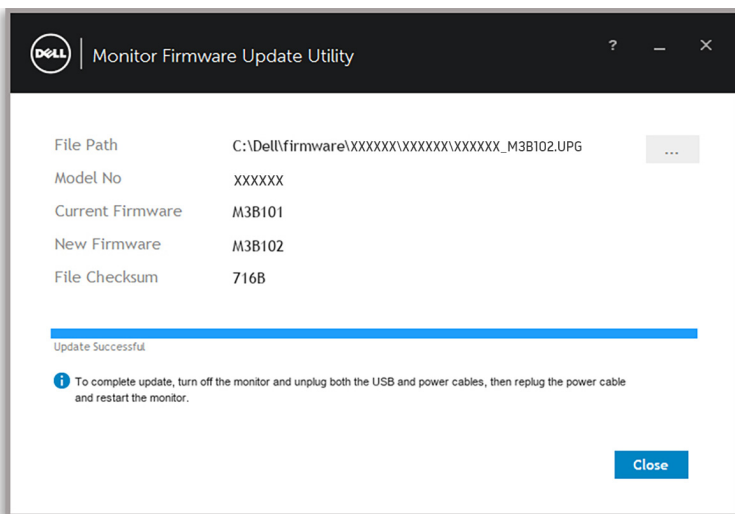 DELL Monitor Firmware Update Utility ?
File Path C:\Dell\firmware\XXXXXX\XXXXXX\XXXXXX_M3B102.UPG ...
Model No XXXXXX
Current Firmware M3B101
New Firmware M3B102
File Checksum 716B
Update Successful
To complete update, turn off the monitor and unplug both the USB and power cables, then replug the power cable
and restart the monitor.
Close